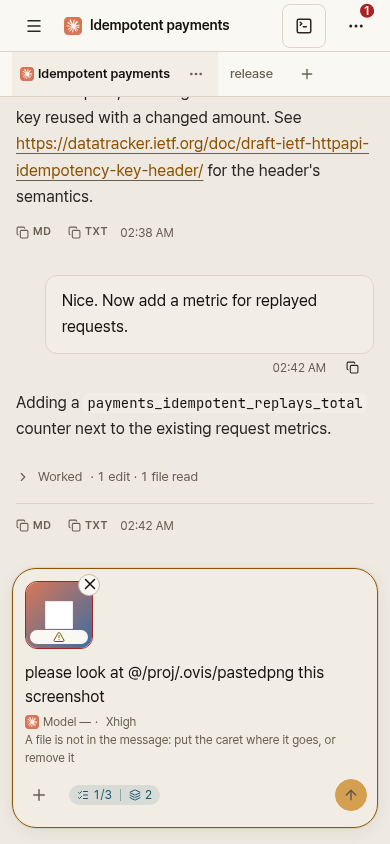 Idempotent payments
1
Idempotent payments
release
key reused with a changed amount. See
https://datatracker.ietf.org/doc/draft-ietf-httpapi-
idempotency-key-header/ for the header's
semantics.
MD TXT 02:38 AM
Nice. Now add a metric for replayed
requests.
02:42 AM
Adding a payments_idempotent_replays_total
counter next to the existing request metrics.
Worked · 1 edit · 1 file read
MD TXT 02:42 AM
please look at @/proj/.ovis/pastedpng this
screenshot
Model — · Xhigh
A file is not in the message: put the caret where it goes, or
remove it
1/3 2